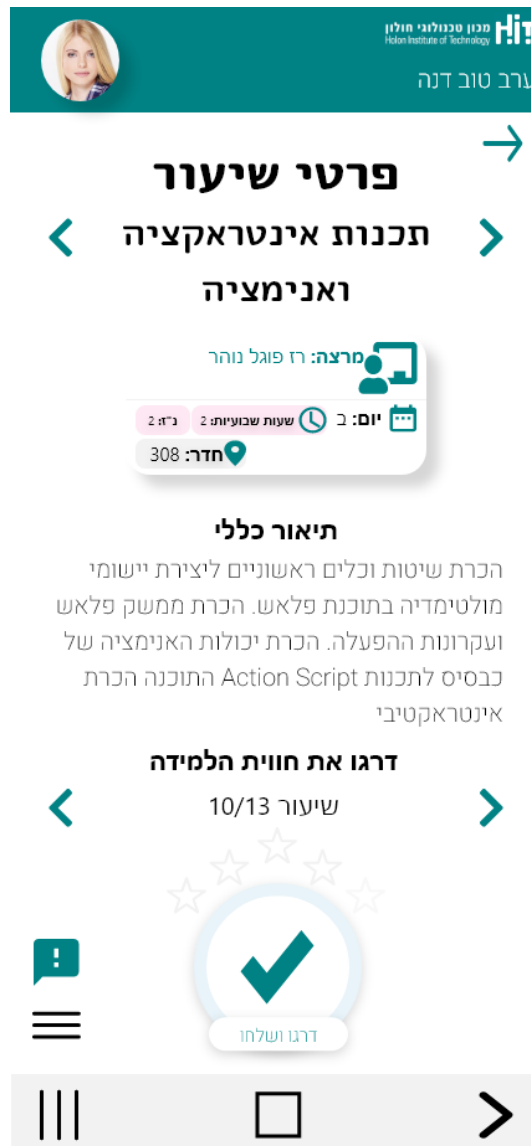 מכון טכנולוגי חולון
Holon Institute of Technology
HiT
ערב טוב דנה
פרטי שיעור
תכנות אינטראקציה
ואנימציה
מרצה: רז פוגל נוהר
יום: ב שעות שבועיות: 2 נ"ז: 2
חדר: 308
תיאור כללי
הכרת שיטות וכלים ראשוניים ליצירת יישומי
מולטימדיה בתוכנת פלאש. הכרת ממשק פלאש
ועקרונות ההפעלה. הכרת יכולות האנימציה של
התוכנה הכרת Action Script כבסיס לתכנות
אינטראקטיבי
דרגו את חווית הלמידה
שיעור 10/13
דרגו ושלחו